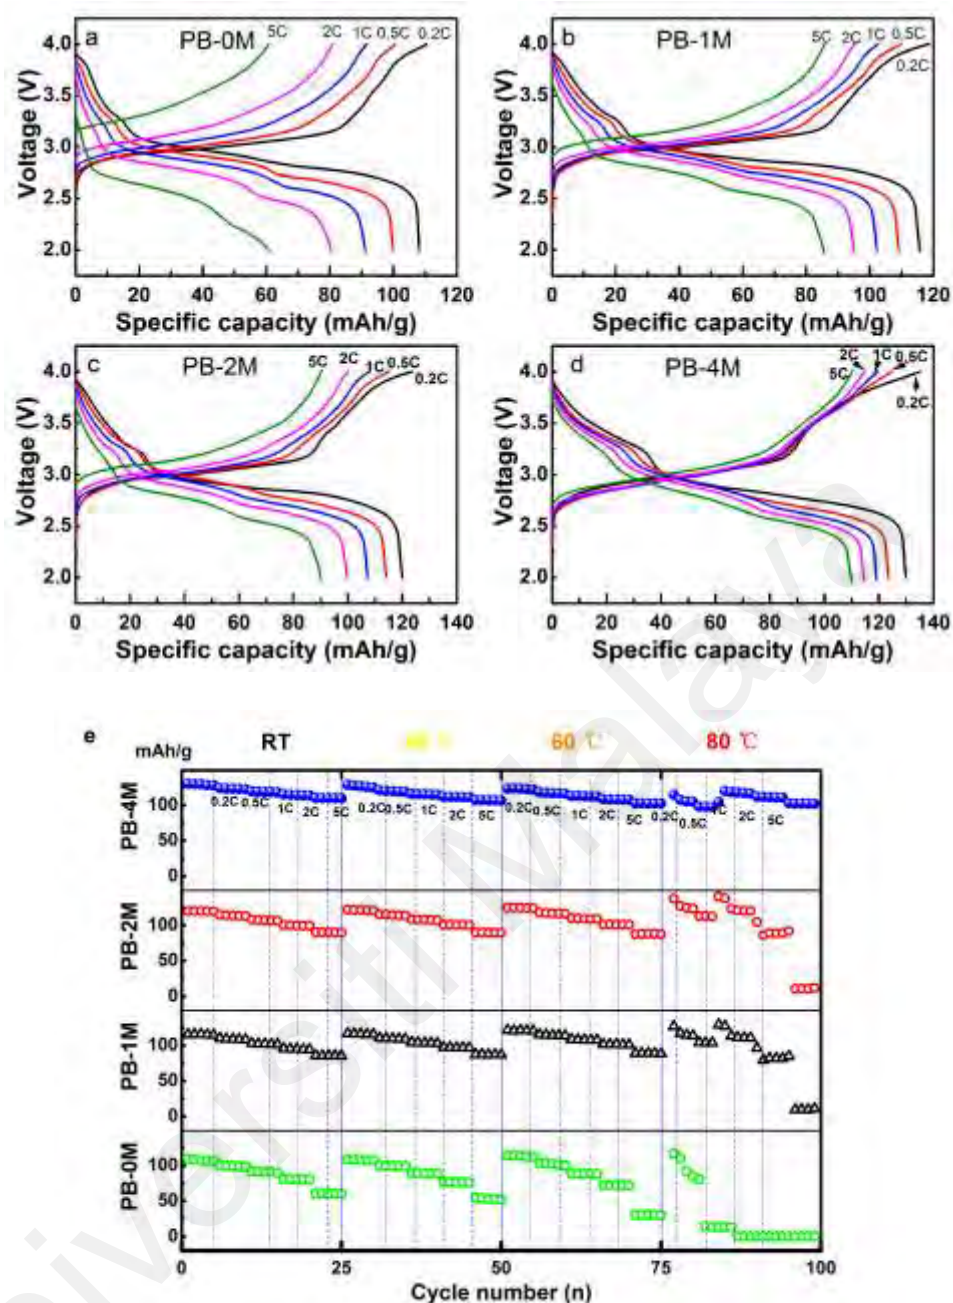 a
PB-0M
5C
2C
1C
0.5C
0.2C
4.0
3.5
3.0
2.5
2.0
Voltage (V)
0 20 40 60 80 100 120
Specific capacity (mAh/g)
b
PB-1M
5C
2C
1C
0.5C
0.2C
4.0
3.5
3.0
2.5
2.0
Voltage (V)
0 20 40 60 80 100 120
Specific capacity (mAh/g)
c
PB-2M
5C
2C
1C
0.5C
0.2C
4.0
3.5
3.0
2.5
2.0
Voltage (V)
0 20 40 60 80 100 120 140
Specific capacity (mAh/g)
d
PB-4M
2C
1C
0.5C
5C
0.2C
4.0
3.5
3.0
2.5
2.0
Voltage (V)
0 20 40 60 80 100 120 140
Specific capacity (mAh/g)
e
mAh/g
RT
60 ℃
80 ℃
PB-4M
100
50
0
0.2C 0.5C 1C 2C 5C 0.2C 0.5C 1C 2C 5C 0.2C 0.5C 1C 2C 5C 0.2C 0.5C 1C 2C 5C
PB-2M
100
50
0
PB-1M
100
50
0
PB-0M
100
50
0
0 25 50 75 100
Cycle number (n)
versiti Malaya